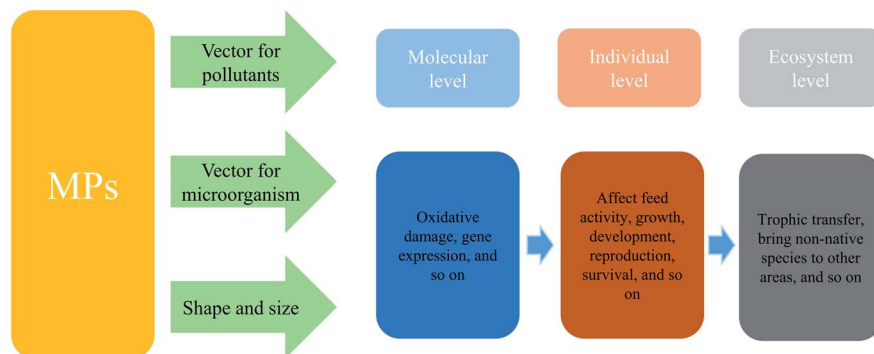 MPs
Vector for
pollutants
Vector for
microorganism
Shape and size
Molecular
level
Individual
level
Ecosystem
level
Oxidative
damage, gene
expression, and
so on
Affect feed
activity, growth,
development,
reproduction,
survival, and so
on
Trophic transfer,
bring non-native
species to other
areas, and so on